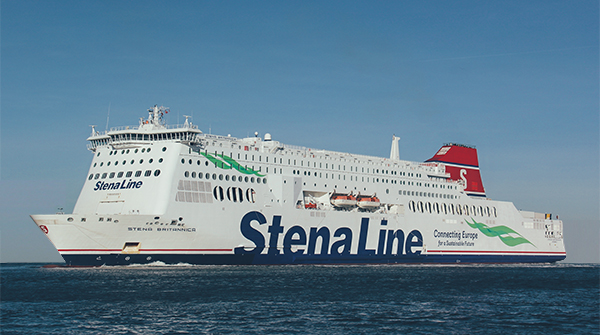 Stena Line
STENA BRITANNICA
Stena Line
Connecting Europe
for a Sustainable Future
S